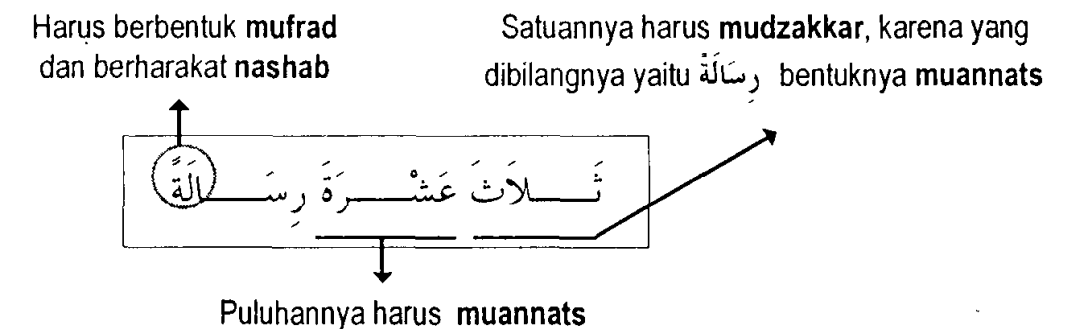 Harus berbentuk mufrad
dan berharakat nashab
Satuannya harus mudzakkar, karena yang
dibilangnya yaitu رِسَالَةْ bentuknya muannats
ثَلاَثَ عَشْرَةَ رِسَالَةً
Puluhannya harus muannats